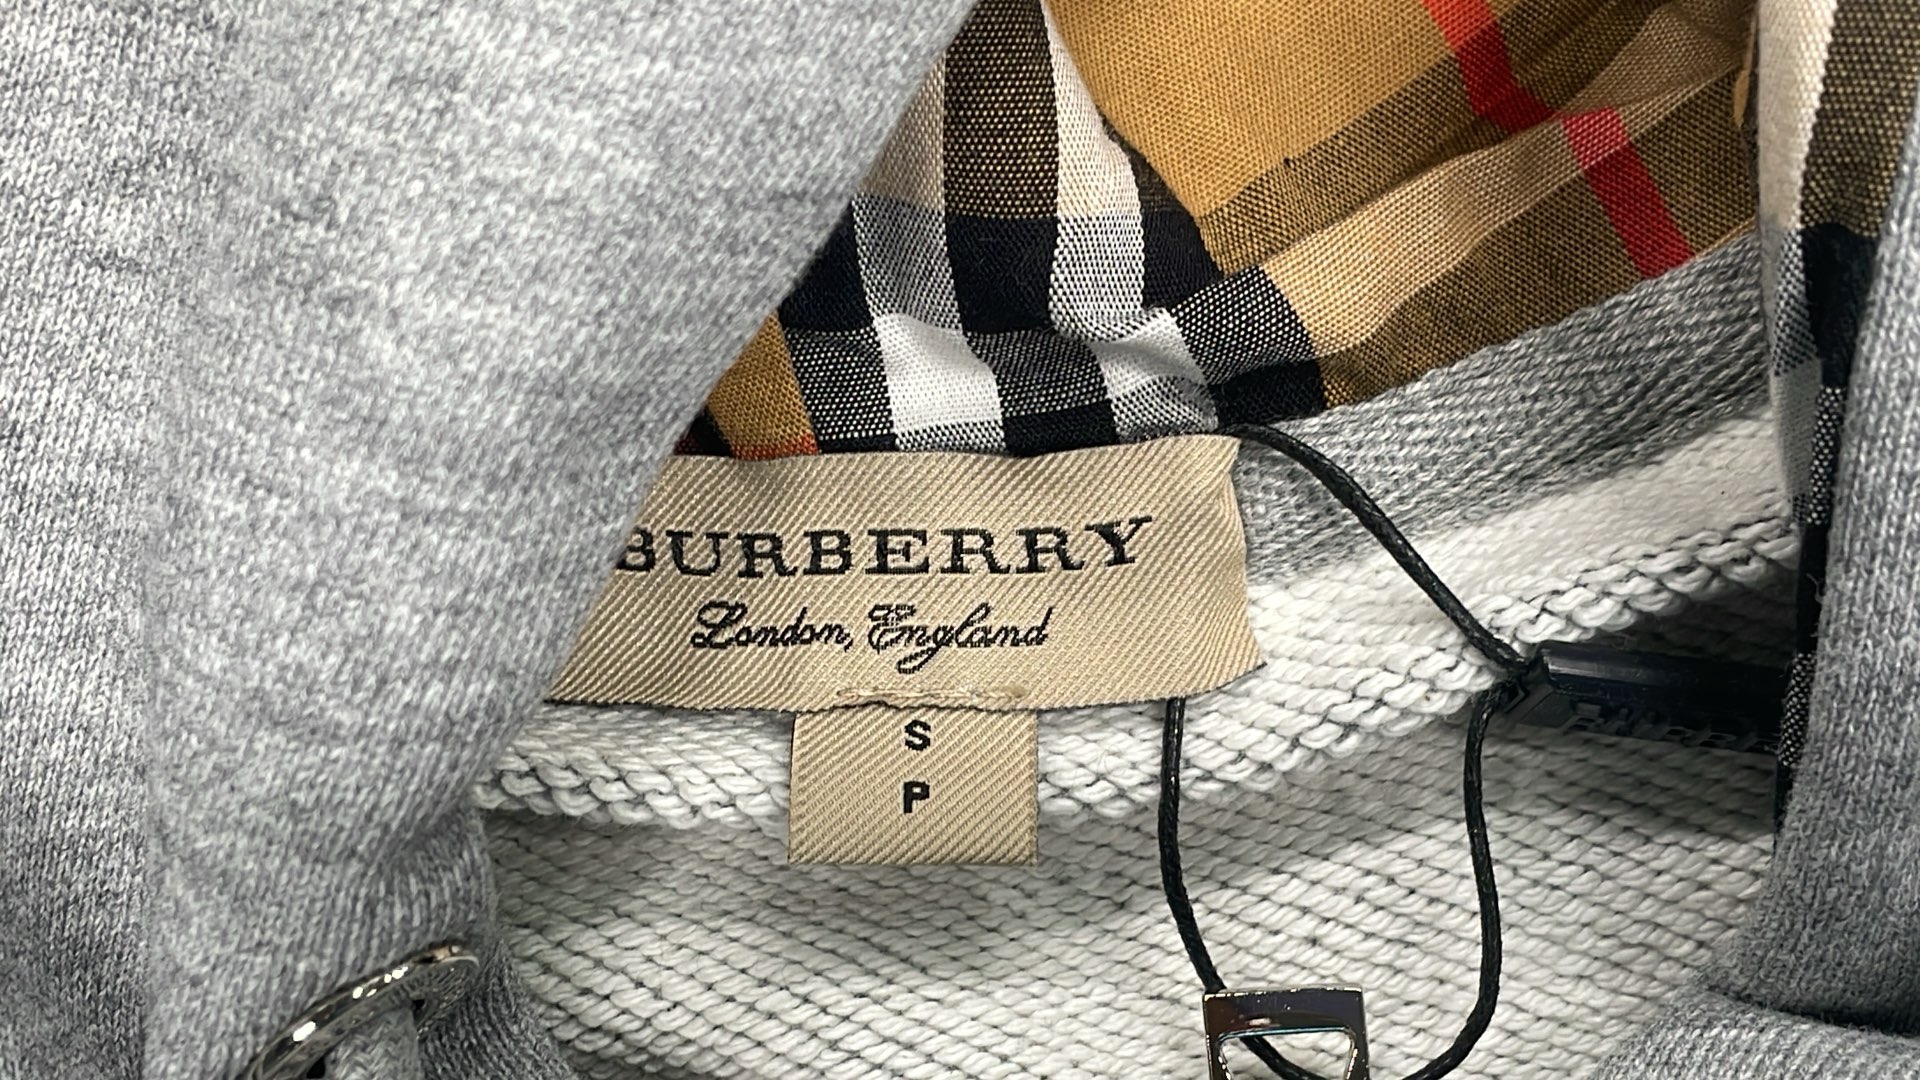 BURBERRY
London, England
S
P